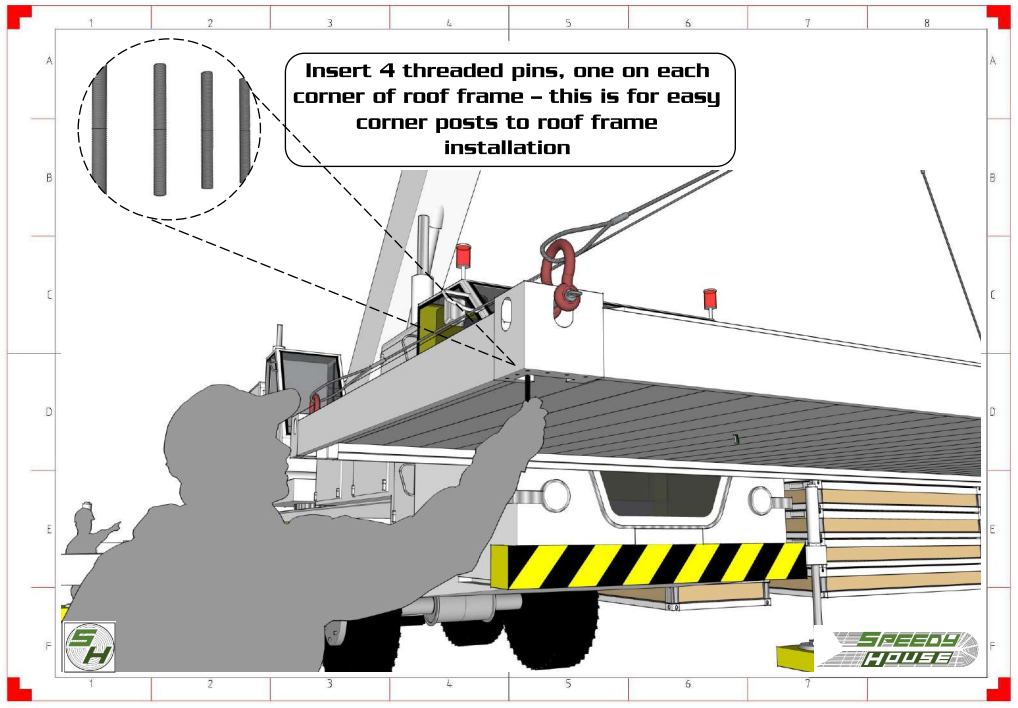 1 2 3 4 5 6 7 8
A A
Insert 4 threaded pins, one on each
corner of roof frame – this is for easy
corner posts to roof frame
installation
B B
C C
D D
E E
F F
SH
SPEEDY
HOUSE
1 2 3 4 5 6 7